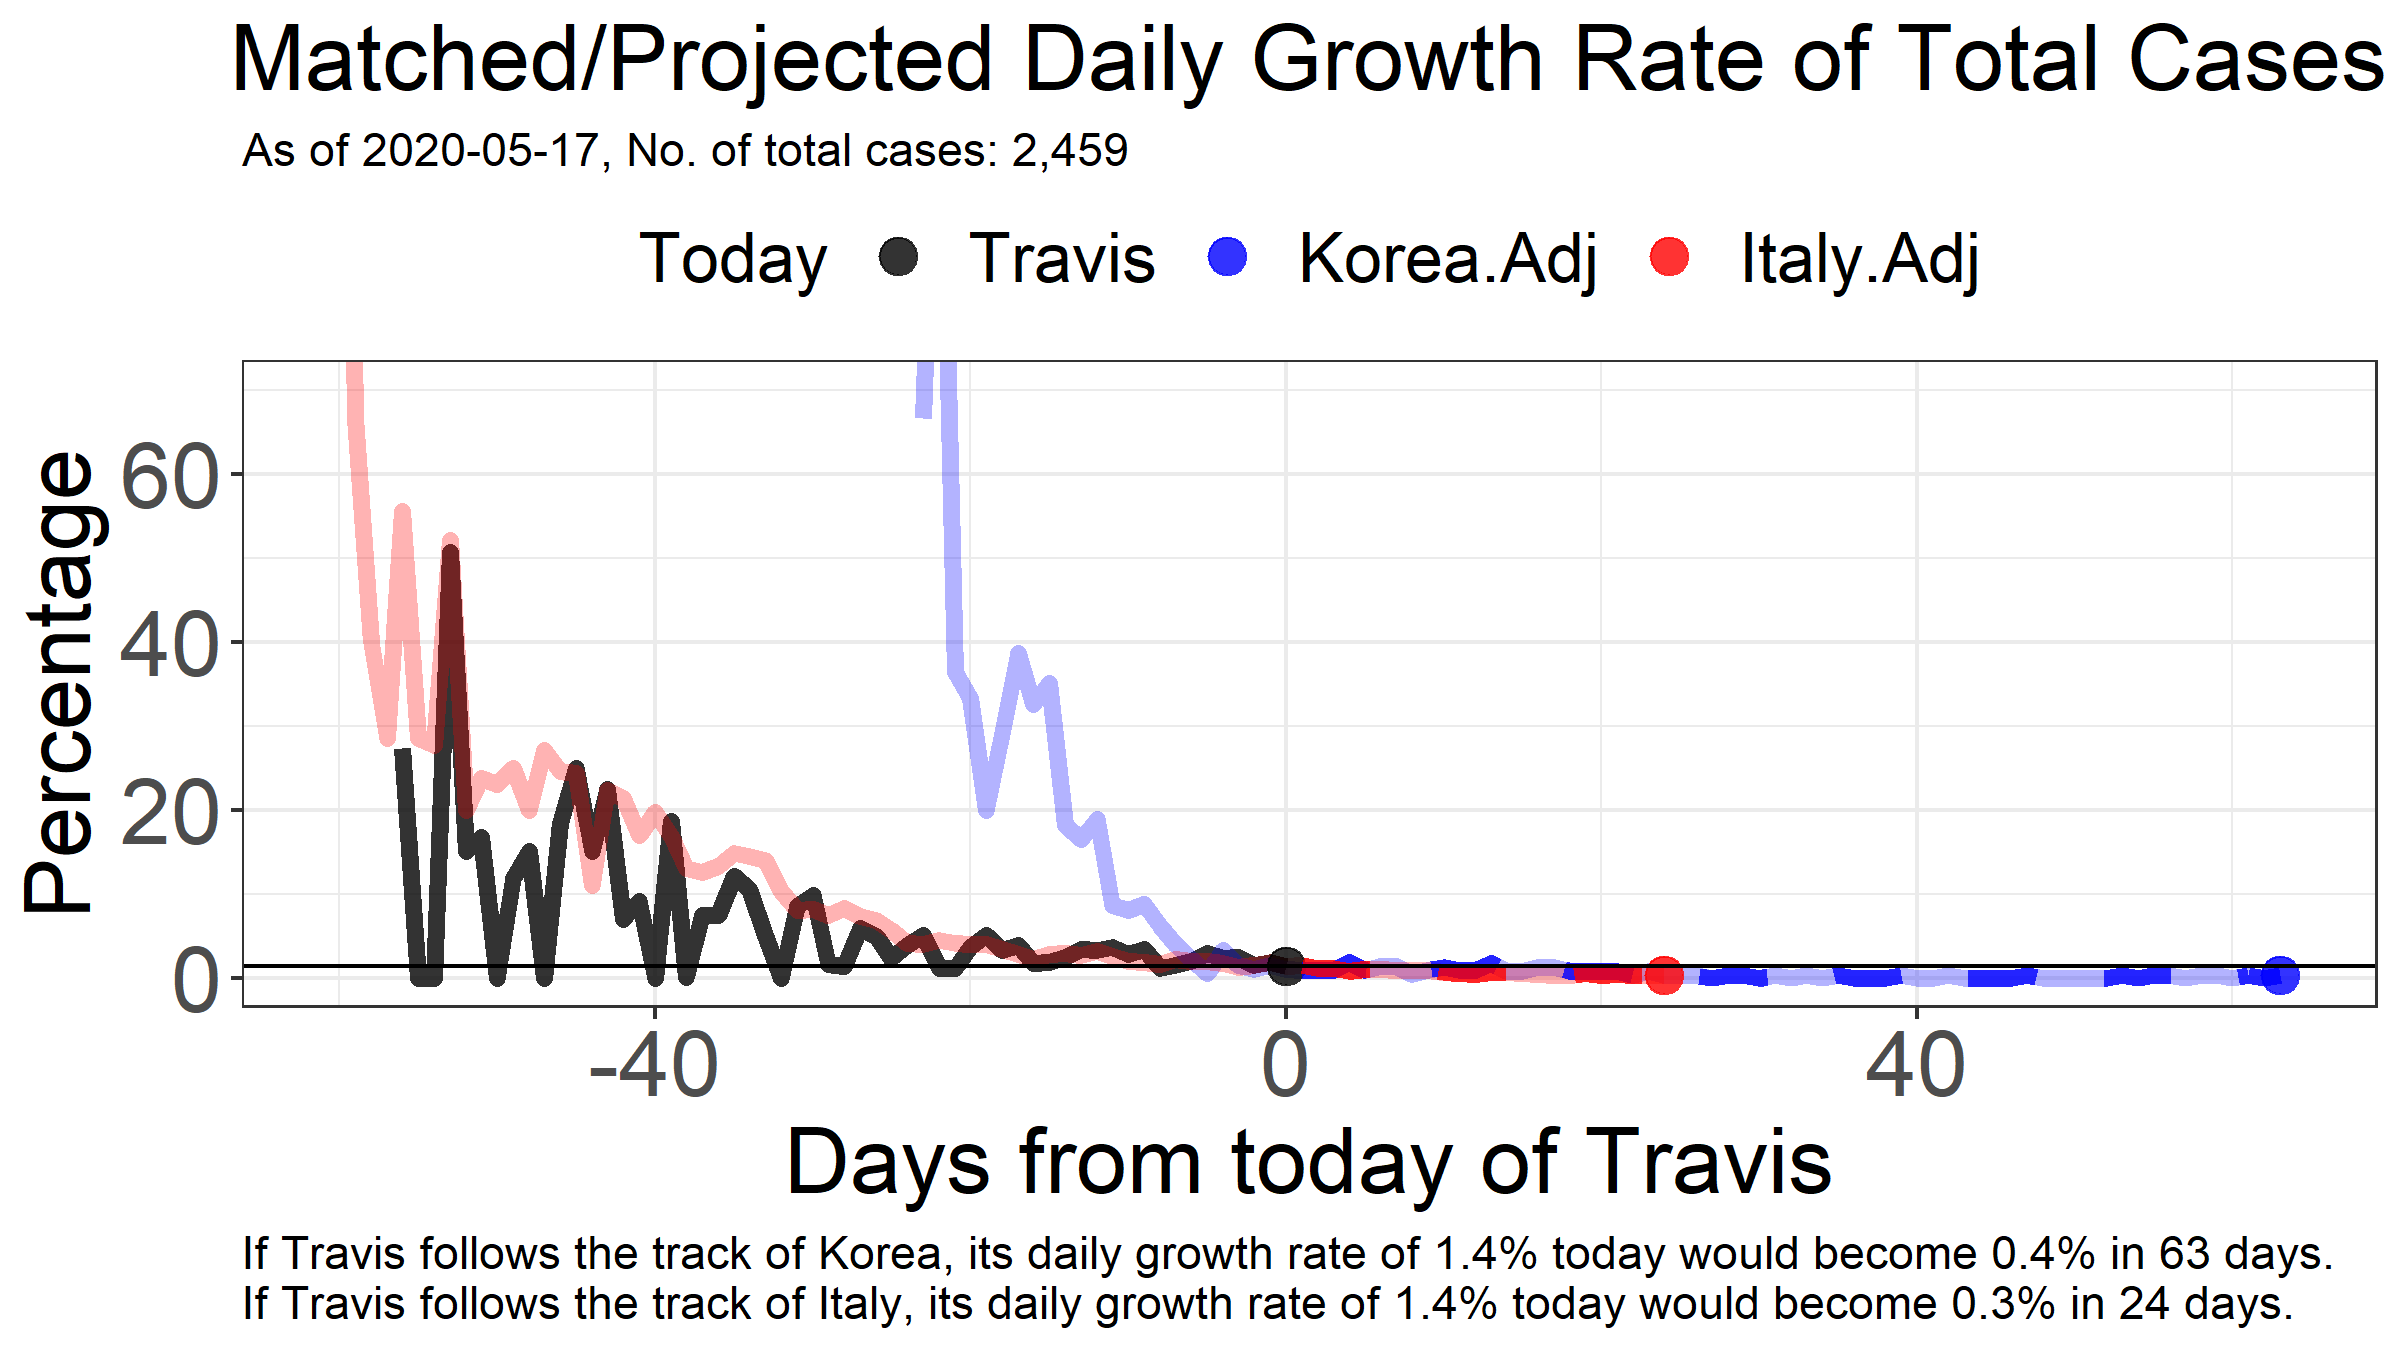 Matched/Projected Daily Growth Rate of Total Cases
As of 2020-05-17, No. of total cases: 2,459
Today Travis Korea.Adj Italy.Adj
Percentage
60
40
20
0
-40 0 40
Days from today of Travis
If Travis follows the track of Korea, its daily growth rate of 1.4% today would become 0.4% in 63 days.
If Travis follows the track of Italy, its daily growth rate of 1.4% today would become 0.3% in 24 days.